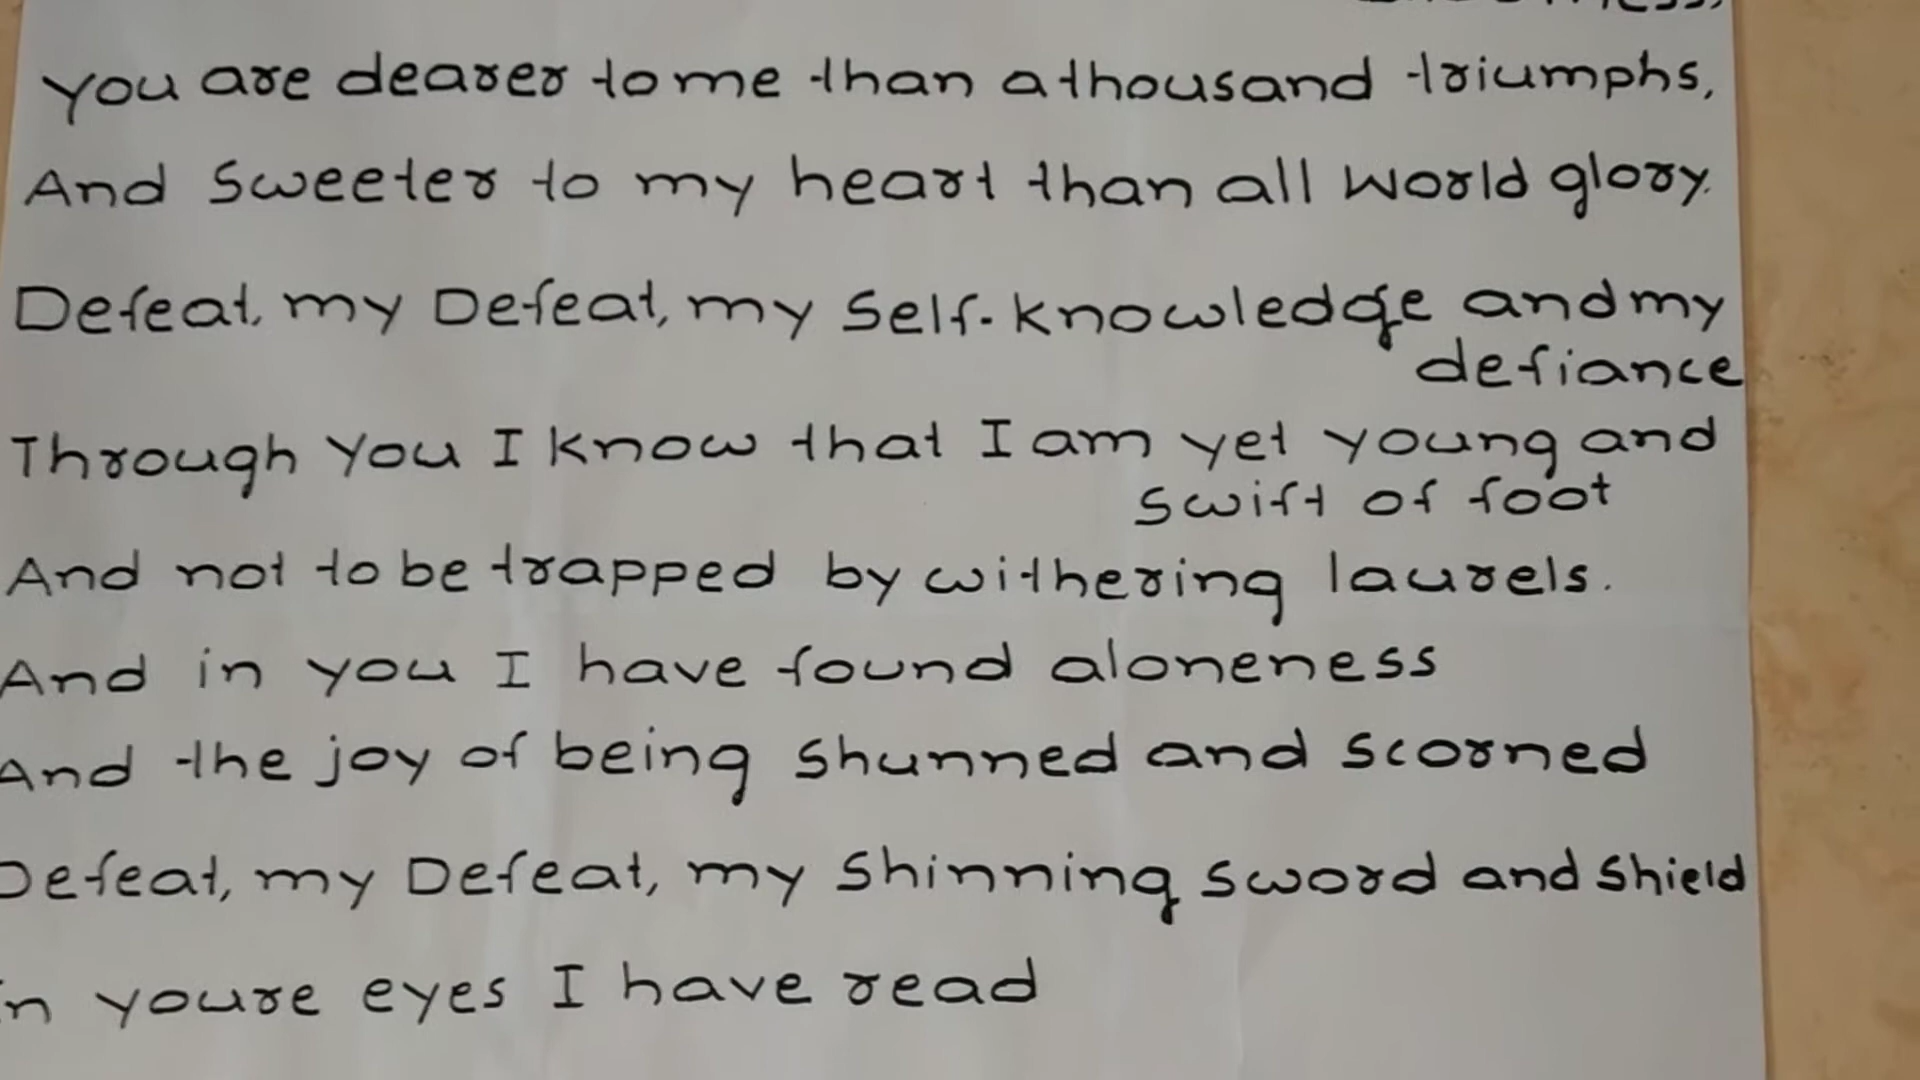 You are dearer to me than a thousand triumphs,
And sweeter to my heart than all world glory.
Defeat, my Defeat, my self-knowledge and my
defiance
Through You I know that I am yet young and
swift of foot
And not to be trapped by withering laurels.
And in you I have found aloneness
And the joy of being shunned and scorned
Defeat, my Defeat, my shinning sword and shield
In youre eyes I have read